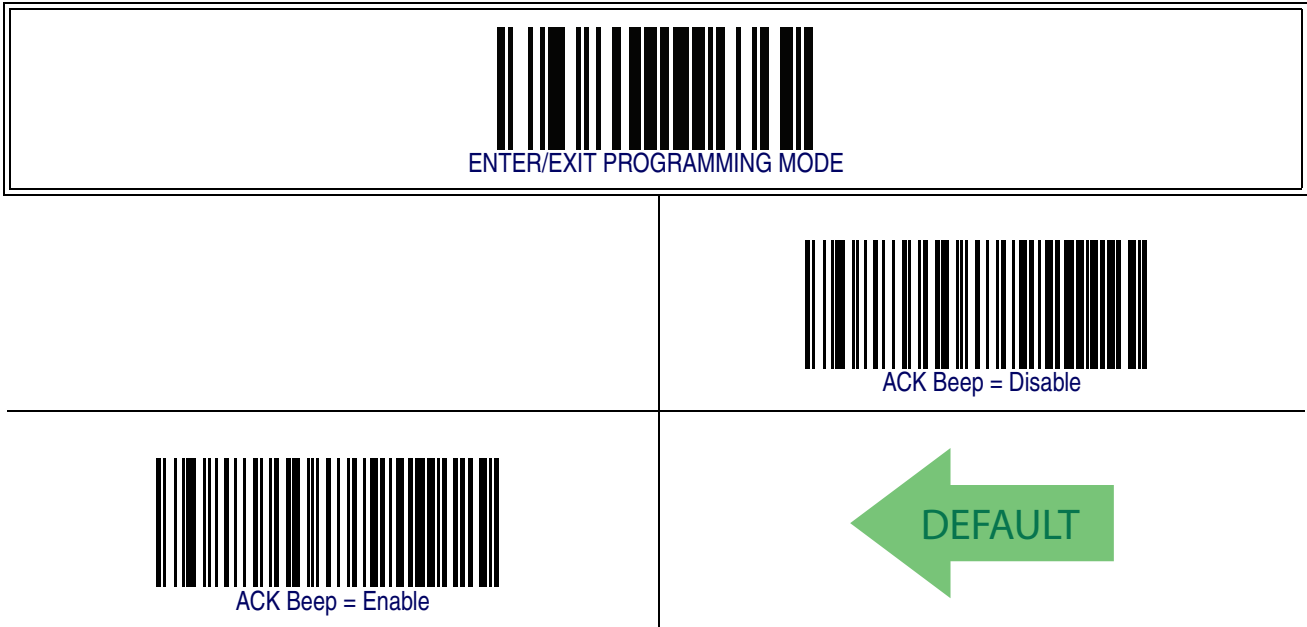 ENTER/EXIT PROGRAMMING MODE
ACK Beep = Disable
ACK Beep = Enable
DEFAULT